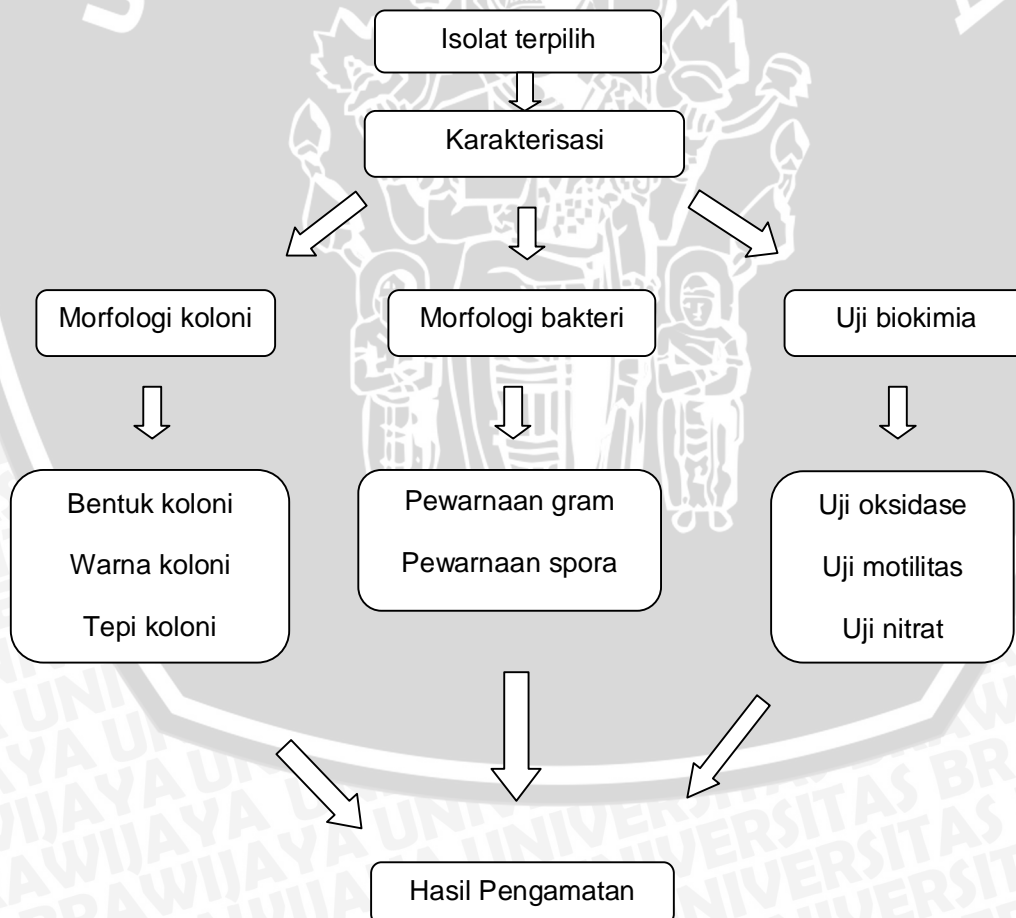 Isolat terpilih
Karakterisasi
Morfologi koloni
Morfologi bakteri
Uji biokimia
Bentuk koloni
Warna koloni
Tepi koloni
Pewarnaan gram
Pewarnaan spora
Uji oksidase
Uji motilitas
Uji nitrat
Hasil Pengamatan